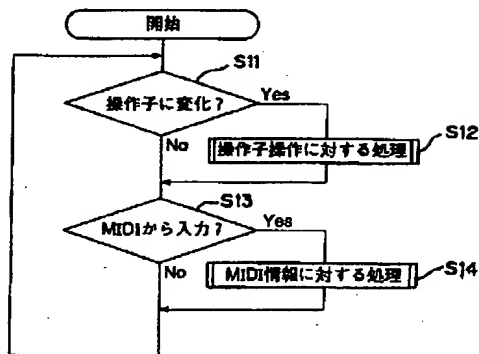 開始
S11
操作子に変化？
Yes
No
操作子操作に対する処理
S12
S13
MIDIから入力？
Yes
No
MIDI情報に対する処理
S14